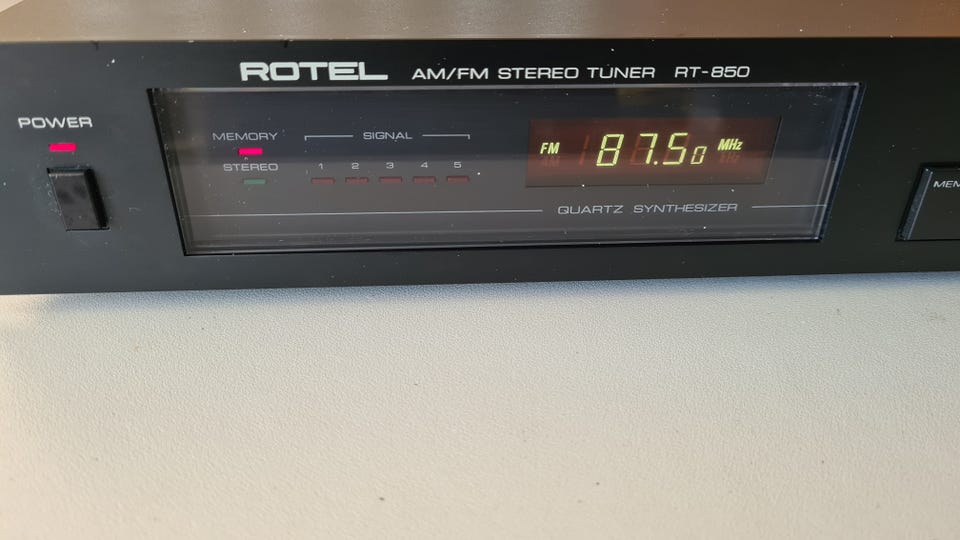 ROTEL AM/FM STEREO TUNER RT-850
POWER
MEMORY SIGNAL
STEREO 1 2 3 4 5
FM 87.50 MHz
QUARTZ SYNTHESIZER